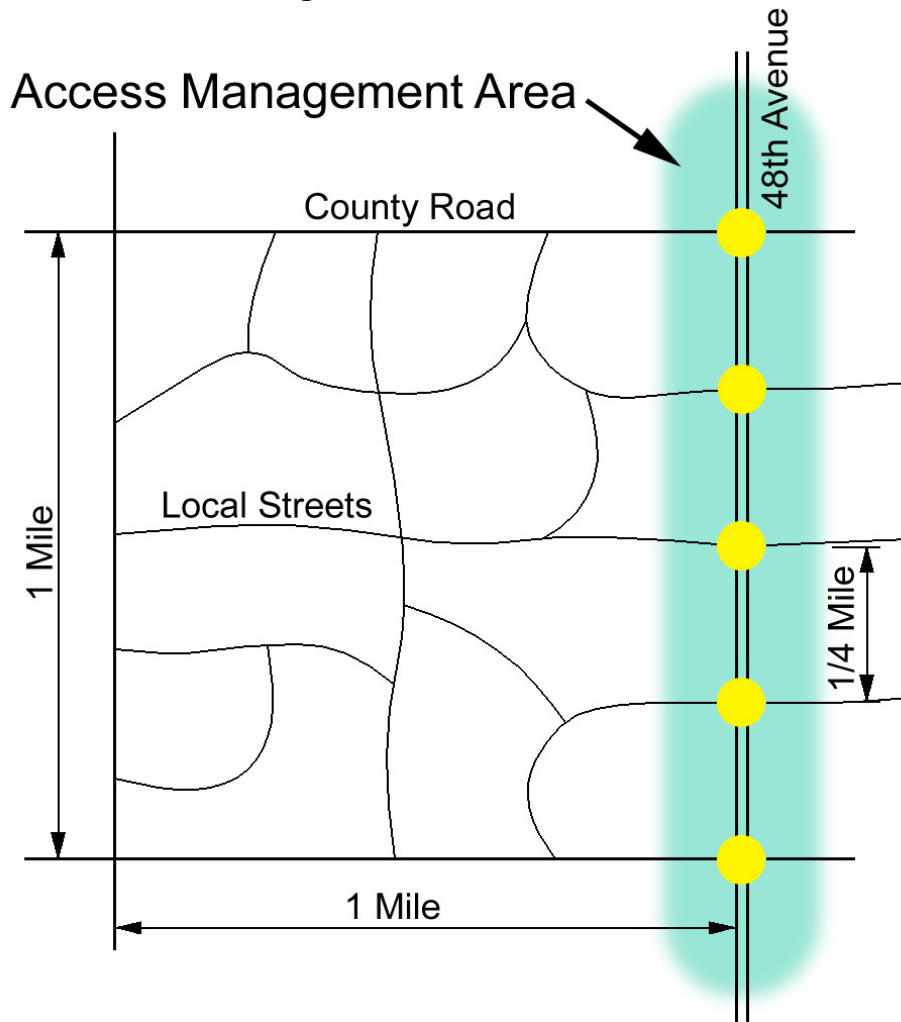 Access Management Area
48th Avenue
County Road
Local Streets
1 Mile
1/4 Mile
1 Mile